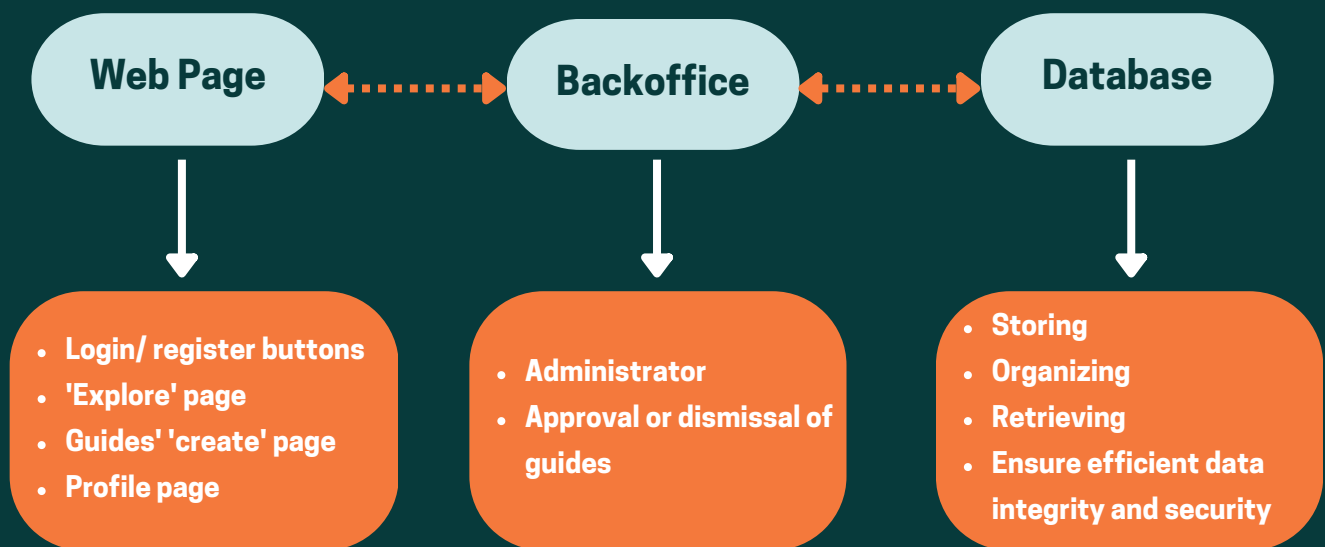 Web Page
Backoffice
Database
• Login/ register buttons
• 'Explore' page
• Guides' 'create' page
• Profile page
• Administrator
• Approval or dismissal of
guides
• Storing
• Organizing
• Retrieving
• Ensure efficient data
integrity and security